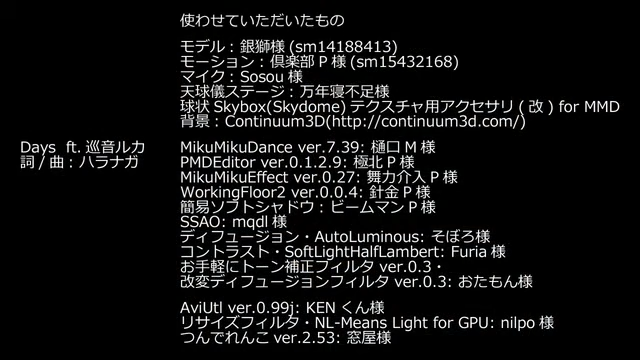 使わせていただいたもの
モデル：銀獅様 (sm14188413)
モーション：倶楽部 P 様 (sm15432168)
マイク：Sosou 様
天球儀ステージ：万年寝不足様
球状 Skybox(Skydome) テクスチャ用アクセサリ ( 改 ) for MMD
背景：Continuum3D(http://continuum3d.com/)
Days ft. 巡音ルカ
詞 / 曲：ハラナガ
MikuMikuDance ver.7.39: 樋口 M 様
PMDEditor ver.0.1.2.9: 極北 P 様
MikuMikuEffect ver.0.27: 舞力介入 P 様
WorkingFloor2 ver.0.0.4: 針金 P 様
簡易ソフトシャドウ：ビームマン P 様
SSAO: mqdl 様
ディフュージョン・AutoLuminous: そぼろ様
コントラスト・SoftLightHalfLambert: Furia 様
お手軽にトーン補正フィルタ ver.0.3・
改変ディフュージョンフィルタ ver.0.3: おたもん様
AviUtl ver.0.99j: KEN くん様
リサイズフィルタ・NL-Means Light for GPU: nilpo 様
つんでれんこ ver.2.53: 窓屋様